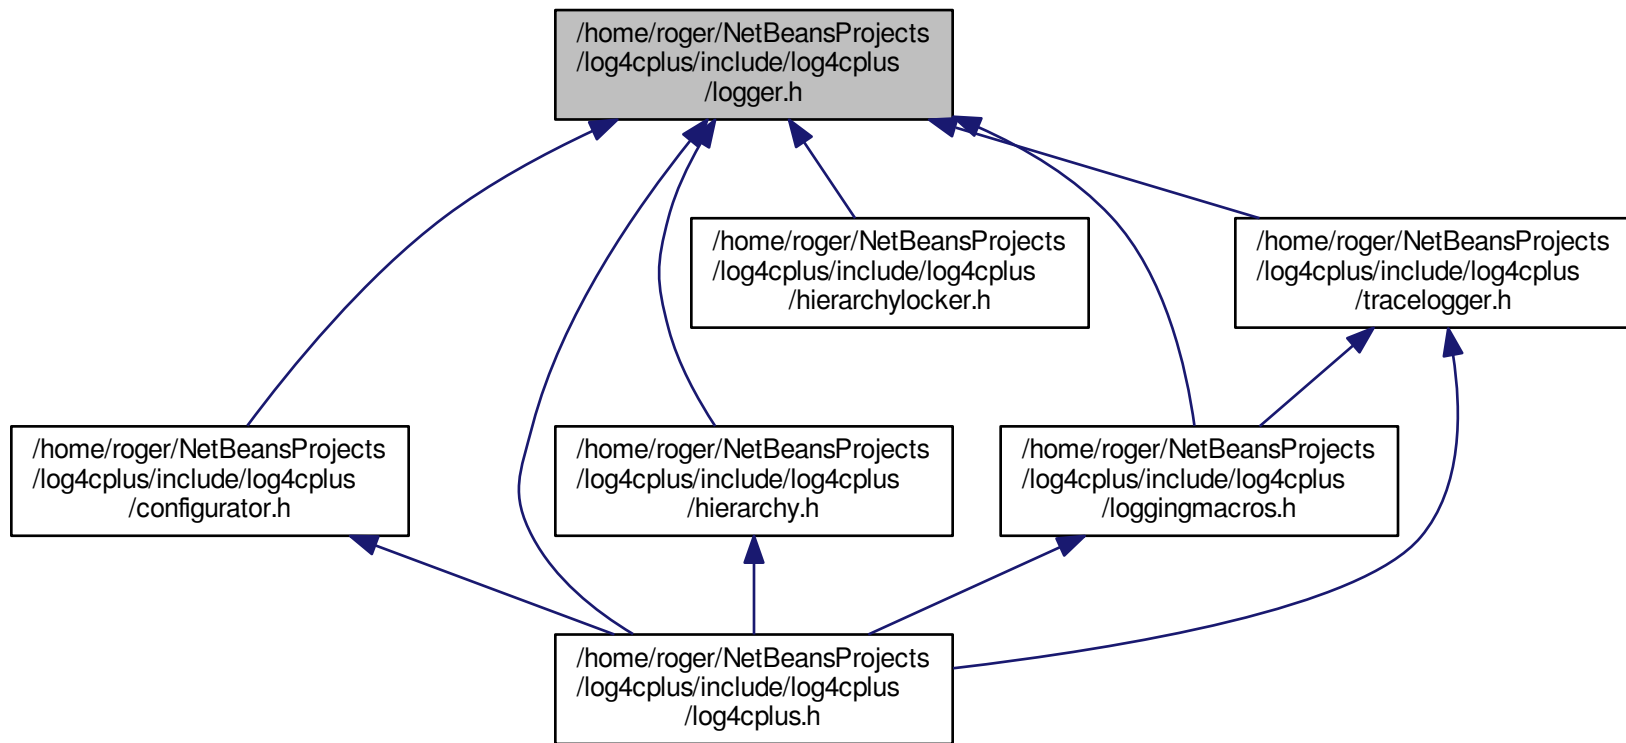 /home/roger/NetBeansProjects
/log4cplus/include/log4cplus
/logger.h
/home/roger/NetBeansProjects
/log4cplus/include/log4cplus
/hierarchylocker.h
/home/roger/NetBeansProjects
/log4cplus/include/log4cplus
/tracelogger.h
/home/roger/NetBeansProjects
/log4cplus/include/log4cplus
/configurator.h
/home/roger/NetBeansProjects
/log4cplus/include/log4cplus
/hierarchy.h
/home/roger/NetBeansProjects
/log4cplus/include/log4cplus
/loggingmacros.h
/home/roger/NetBeansProjects
/log4cplus/include/log4cplus
/log4cplus.h